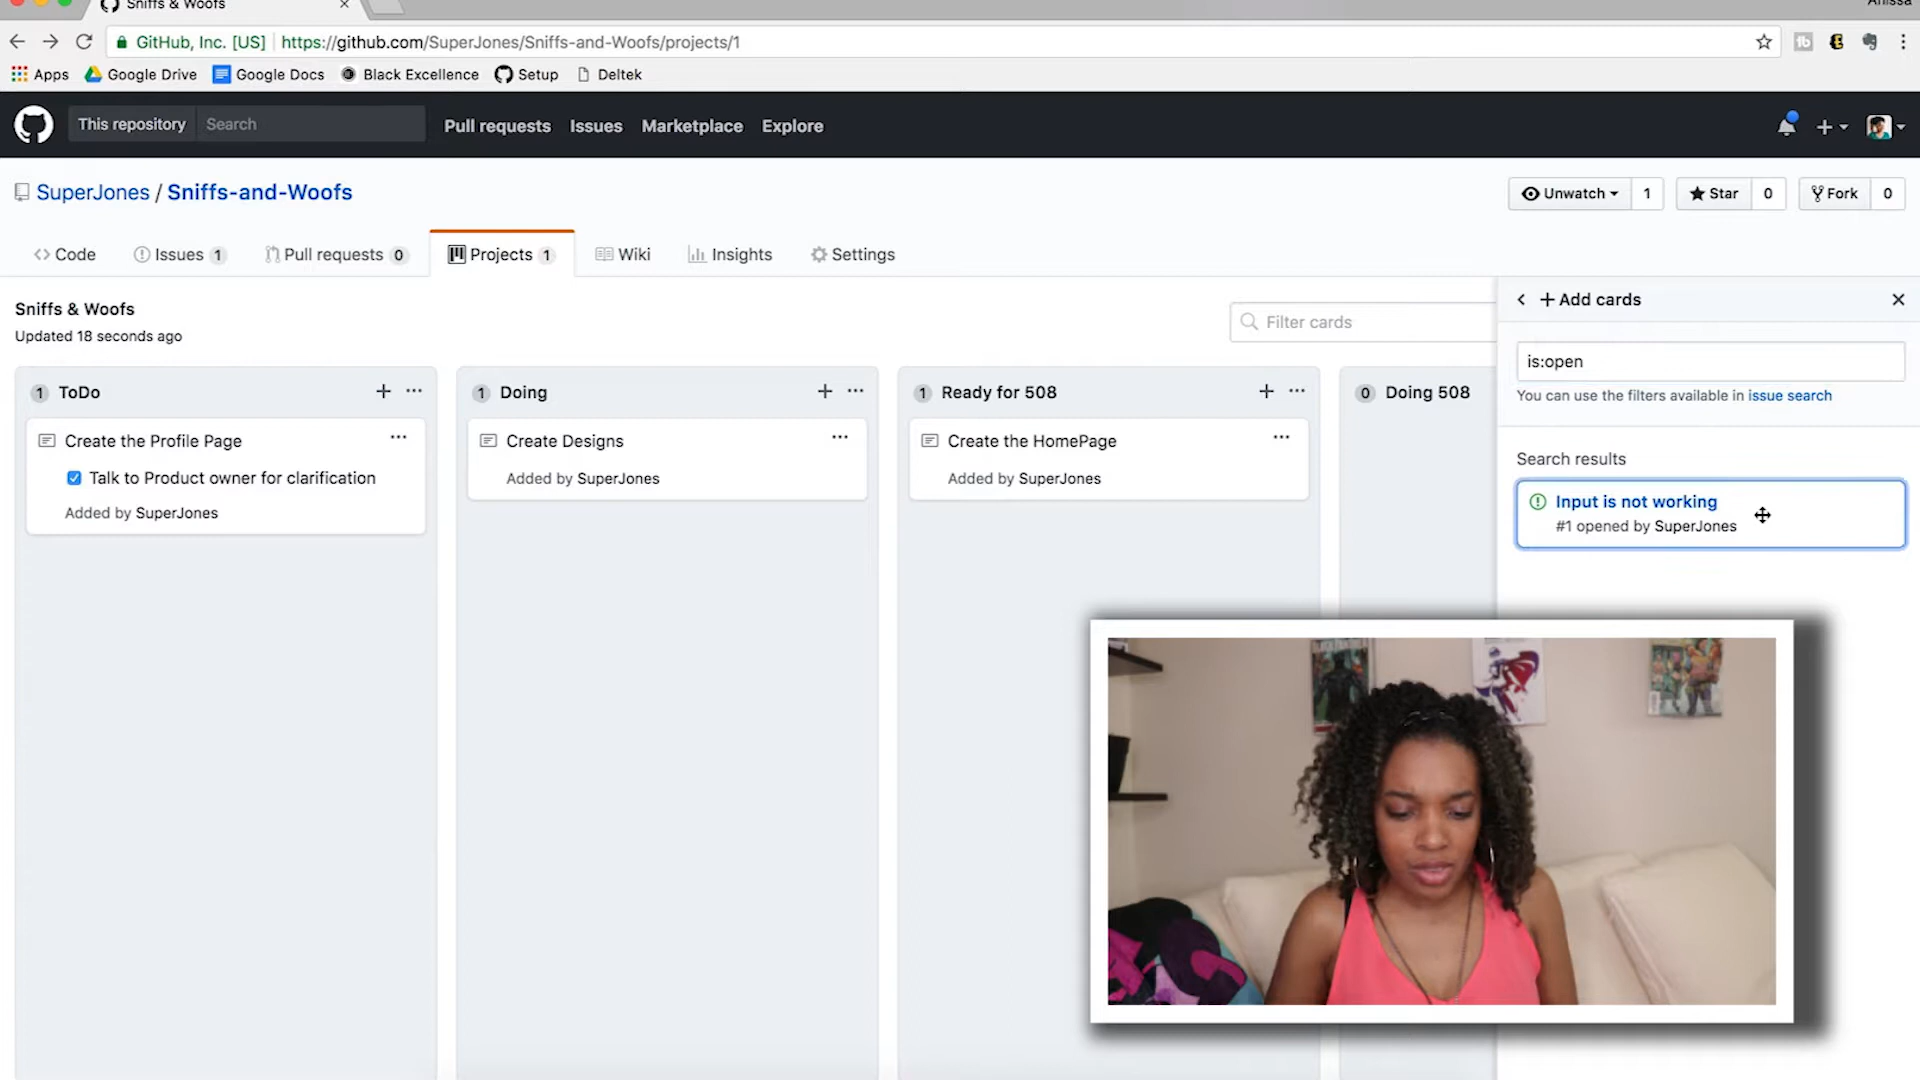 Sniffs & Woofs
Anissa
GitHub, Inc. [US] https://github.com/SuperJones/Sniffs-and-Woofs/projects/1
Apps Google Drive Google Docs Black Excellence Setup Deltek
This repository Search Pull requests Issues Marketplace Explore
SuperJones / Sniffs-and-Woofs
Unwatch 1 Star 0 Fork 0
Code Issues 1 Pull requests 0 Projects 1 Wiki Insights Settings
Sniffs & Woofs
Updated 18 seconds ago
Filter cards
1 ToDo
Create the Profile Page
Talk to Product owner for clarification
Added by SuperJones
1 Doing
Create Designs
Added by SuperJones
1 Ready for 508
Create the HomePage
Added by SuperJones
0 Doing 508
Add cards
is:open
You can use the filters available in issue search
Search results
Input is not working
#1 opened by SuperJones